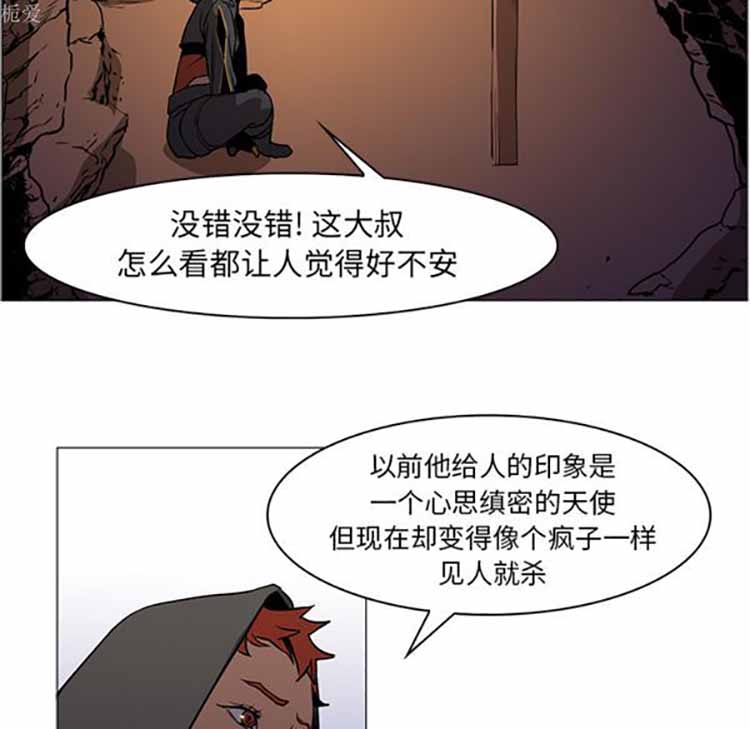 栀爱
没错没错! 这大叔
怎么看都让人觉得好不安
以前他给人的印象是
一个心思缜密的天使
但现在却变得像个疯子一样
见人就杀